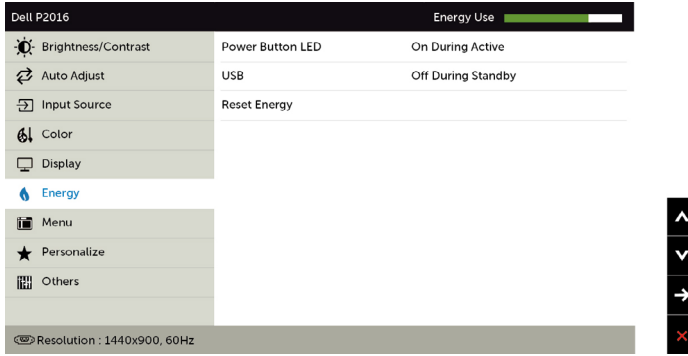 Dell P2016
Energy Use
Brightness/Contrast
Power Button LED
On During Active
Auto Adjust
USB
Off During Standby
Input Source
Reset Energy
Color
Display
Energy
Menu
Personalize
Others
Resolution : 1440x900, 60Hz